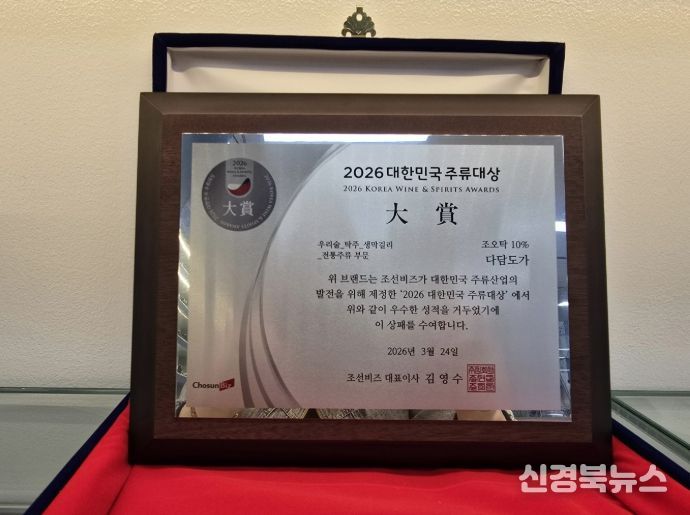 2026
KOREA
WINE & SPIRITS
AWARDS
大賞
2026 대한민국 주류대상
2026 KOREA WINE & SPIRITS AWARDS
大賞
우리술_탁주_생막걸리
_전통주류 부문
조오탁 10%
다담도가
위 브랜드는 조선비즈가 대한민국 주류산업의
발전을 위해 제정한 '2026 대한민국 주류대상' 에서
위와 같이 우수한 성적을 거두었기에
이 상패를 수여합니다.
2026년 3월 24일
조선비즈 대표이사 김영수
ChosunBiz
신경북뉴스